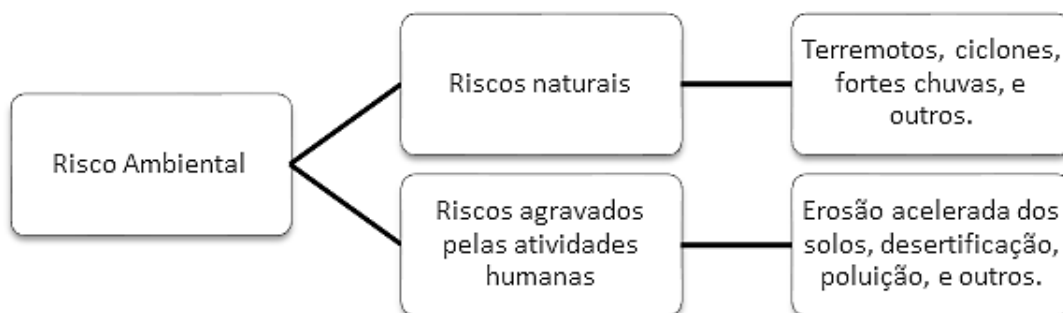 Risco Ambiental
Riscos naturais
Terremotos, ciclones,
fortes chuvas, e
outros.
Riscos agravados
pelas atividades
humanas
Erosão acelerada dos
solos, desertificação,
poluição, e outros.